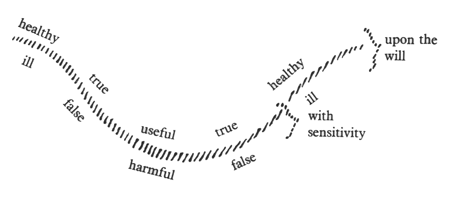 healthy
ill
true
false
useful
harmful
true
false
healthy
ill
with
sensitivity
upon the
will